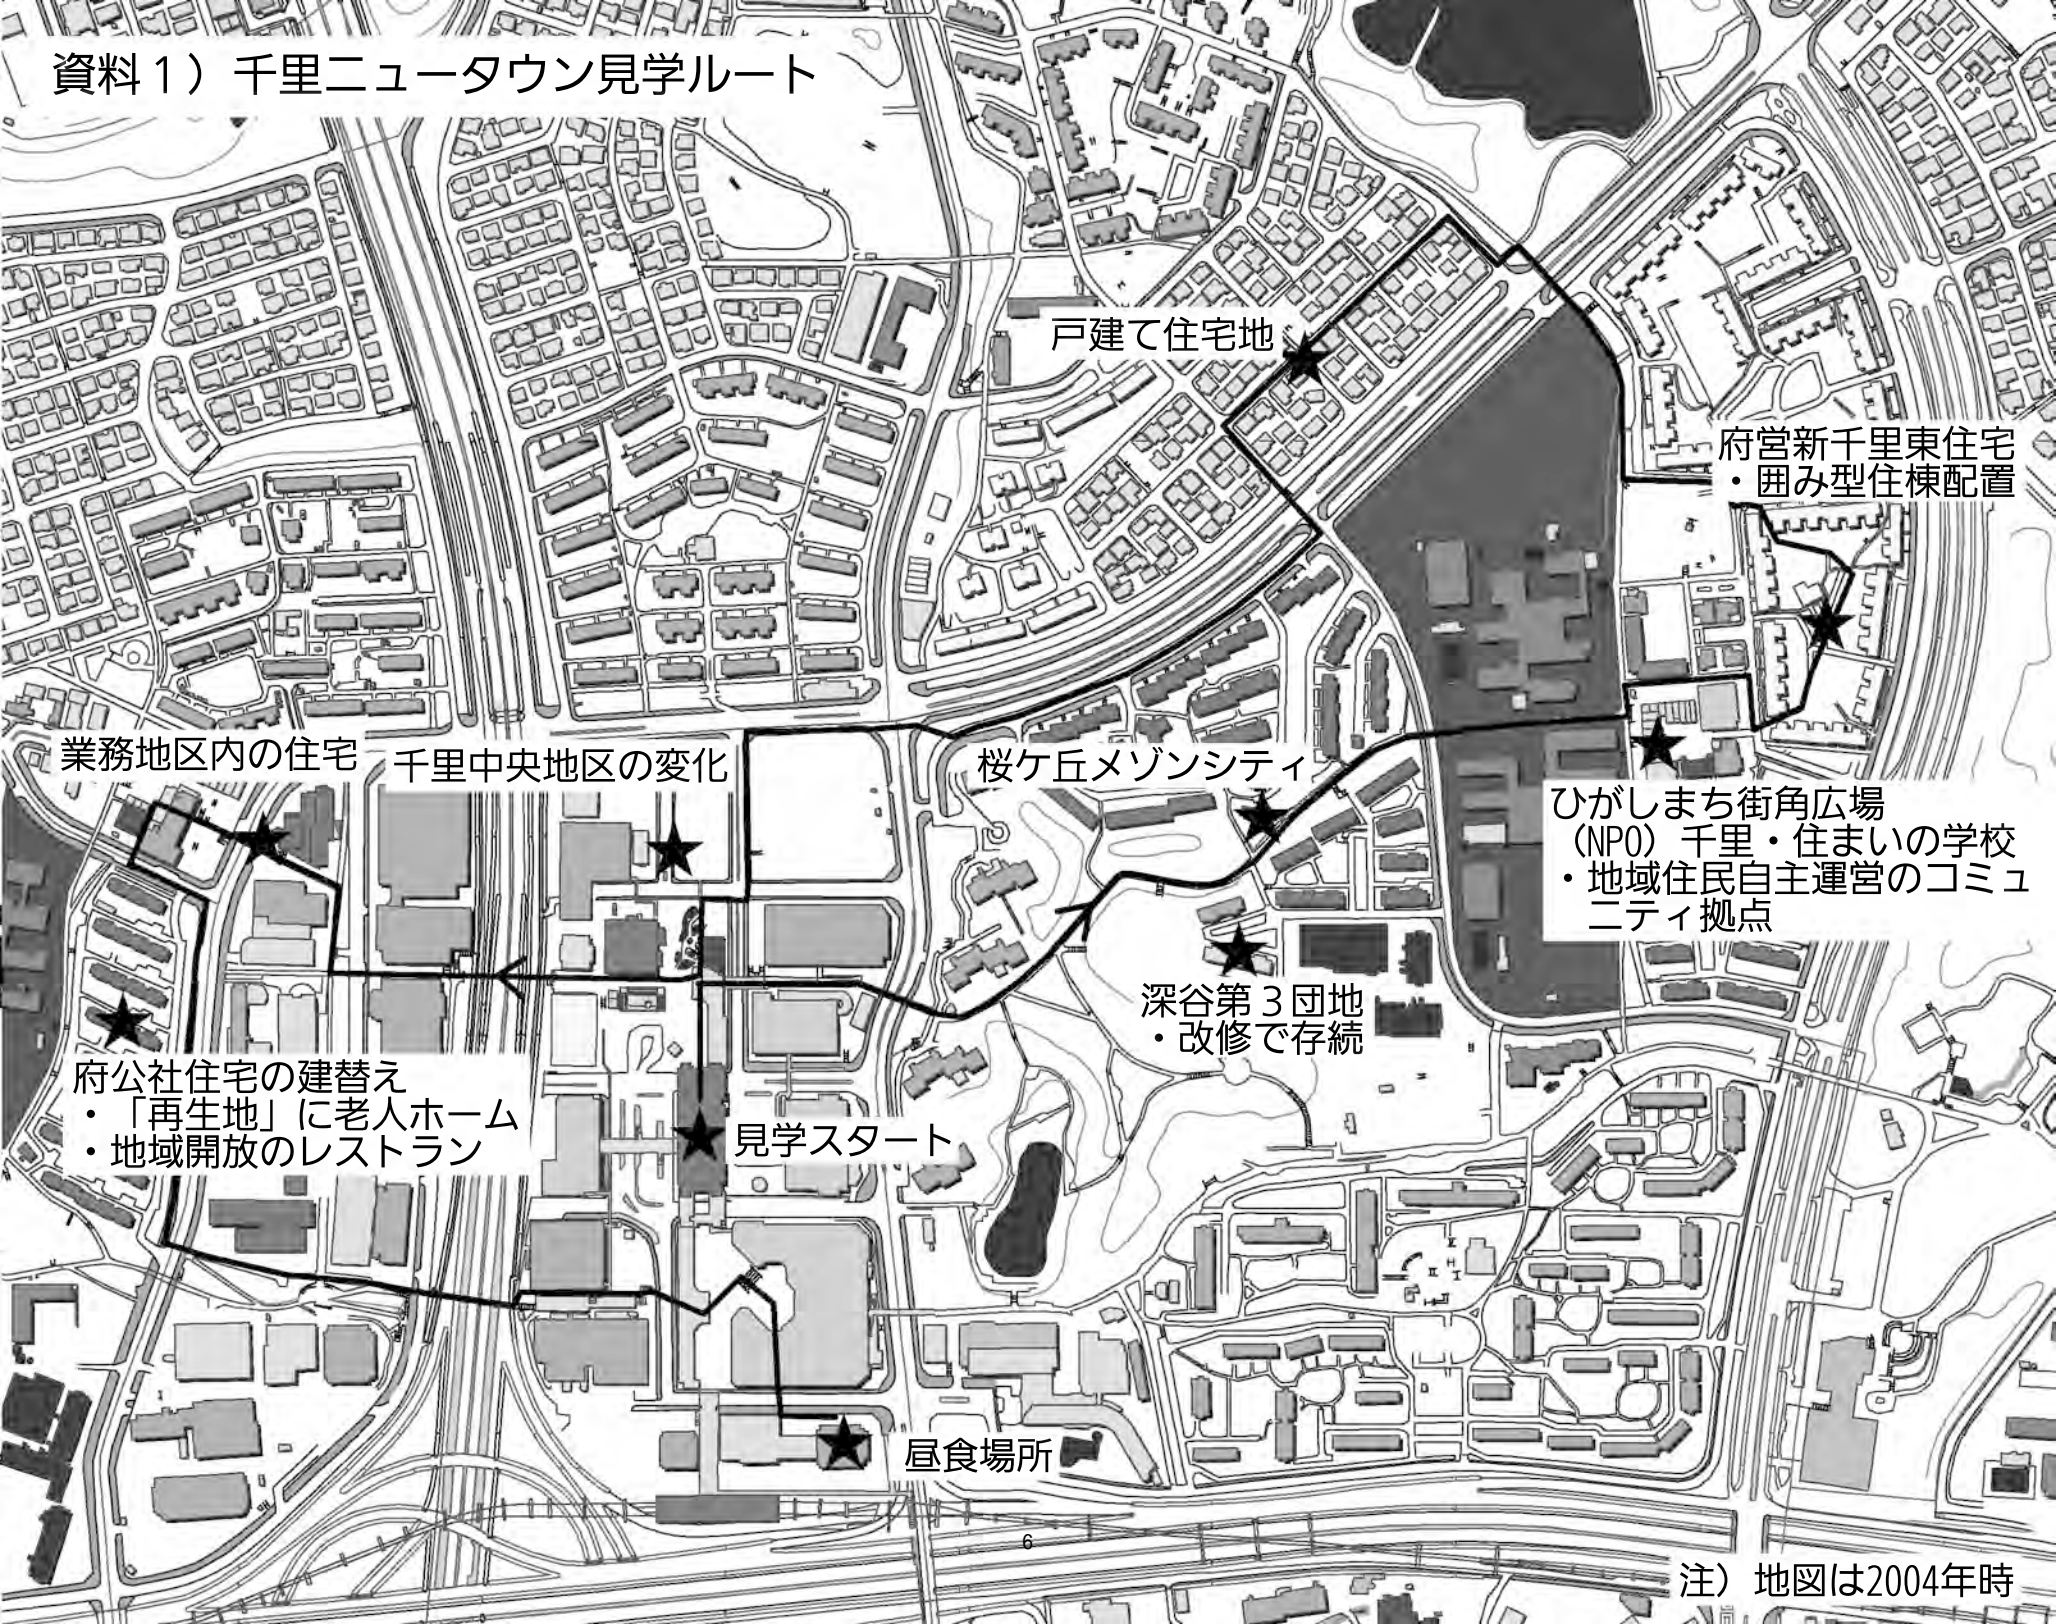 資料1）千里ニュータウン見学ルート
戸建て住宅地
府営新千里東住宅
・囲み型住棟配置
業務地区内の住宅
千里中央地区の変化
桜ケ丘メゾンシティ
ひがしまち街角広場
（NPO）千里・住まいの学校
・地域住民自主運営のコミュ
ニティ拠点
深谷第3団地
・改修で存続
府公社住宅の建替え
・「再生地」に老人ホーム
・地域開放のレストラン
見学スタート
昼食場所
6
注）地図は2004年時